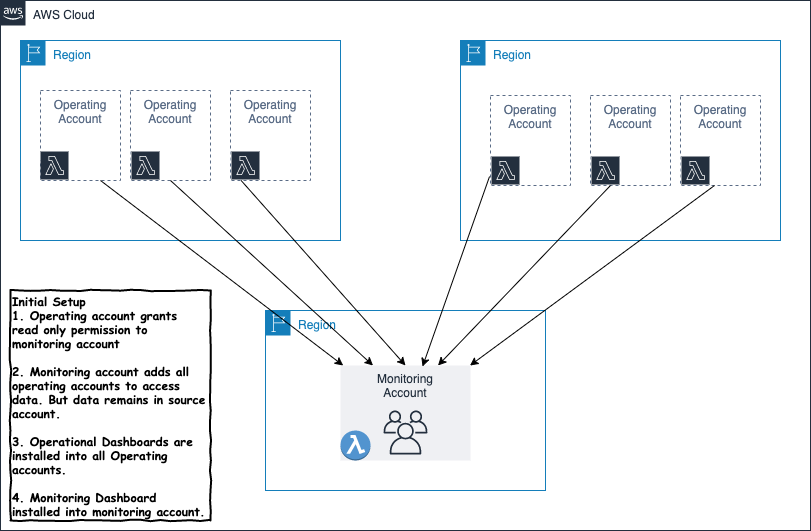 aws
AWS Cloud
Region
Operating
Account
Operating
Account
Operating
Account
Region
Operating
Account
Operating
Account
Operating
Account
Initial Setup
1. Operating account grants
read only permission to
monitoring account
2. Monitoring account adds all
operating accounts to access
data. But data remains in source
account.
3. Operational Dashboards are
installed into all Operating
accounts.
4. Monitoring Dashboard
installed into monitoring account.
Region
Monitoring
Account